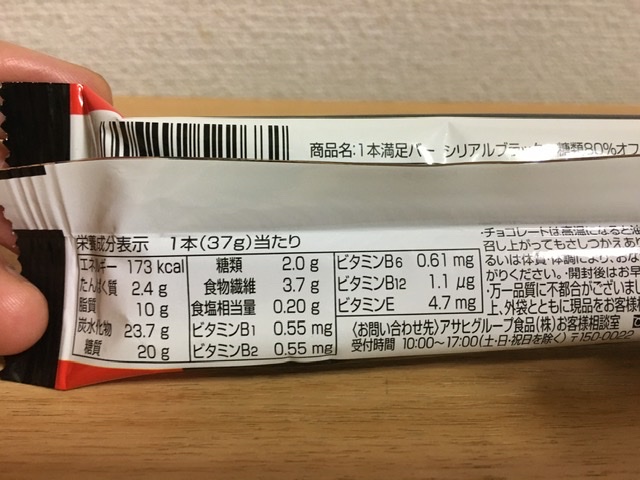 商品名:1本満足バー シリアルブラック 糖類80%オフ
栄養成分表示 1本(37g)当たり
エネルギー 173 kcal
たんぱく質 2.4 g
脂質 10 g
炭水化物 23.7 g
糖質 20 g
糖類 2.0 g
食物繊維 3.7 g
食塩相当量 0.20 g
ビタミンB1 0.55 mg
ビタミンB2 0.55 mg
ビタミンB6 0.61 mg
ビタミンB12 1.1 μg
ビタミンE 4.7 mg
・チョコレートは高温になると油
召し上がってもさしつかえあ
るいは体質・体調により、おな
がりください。・開封後はお早
・万一品質に不都合がございまし
上、外袋とともに現品をお客様
〈お問い合わせ先〉アサヒグループ食品(株)お客様相談室
受付時間 10:00〜17:00(土・日・祝日を除く) 〒150-0022